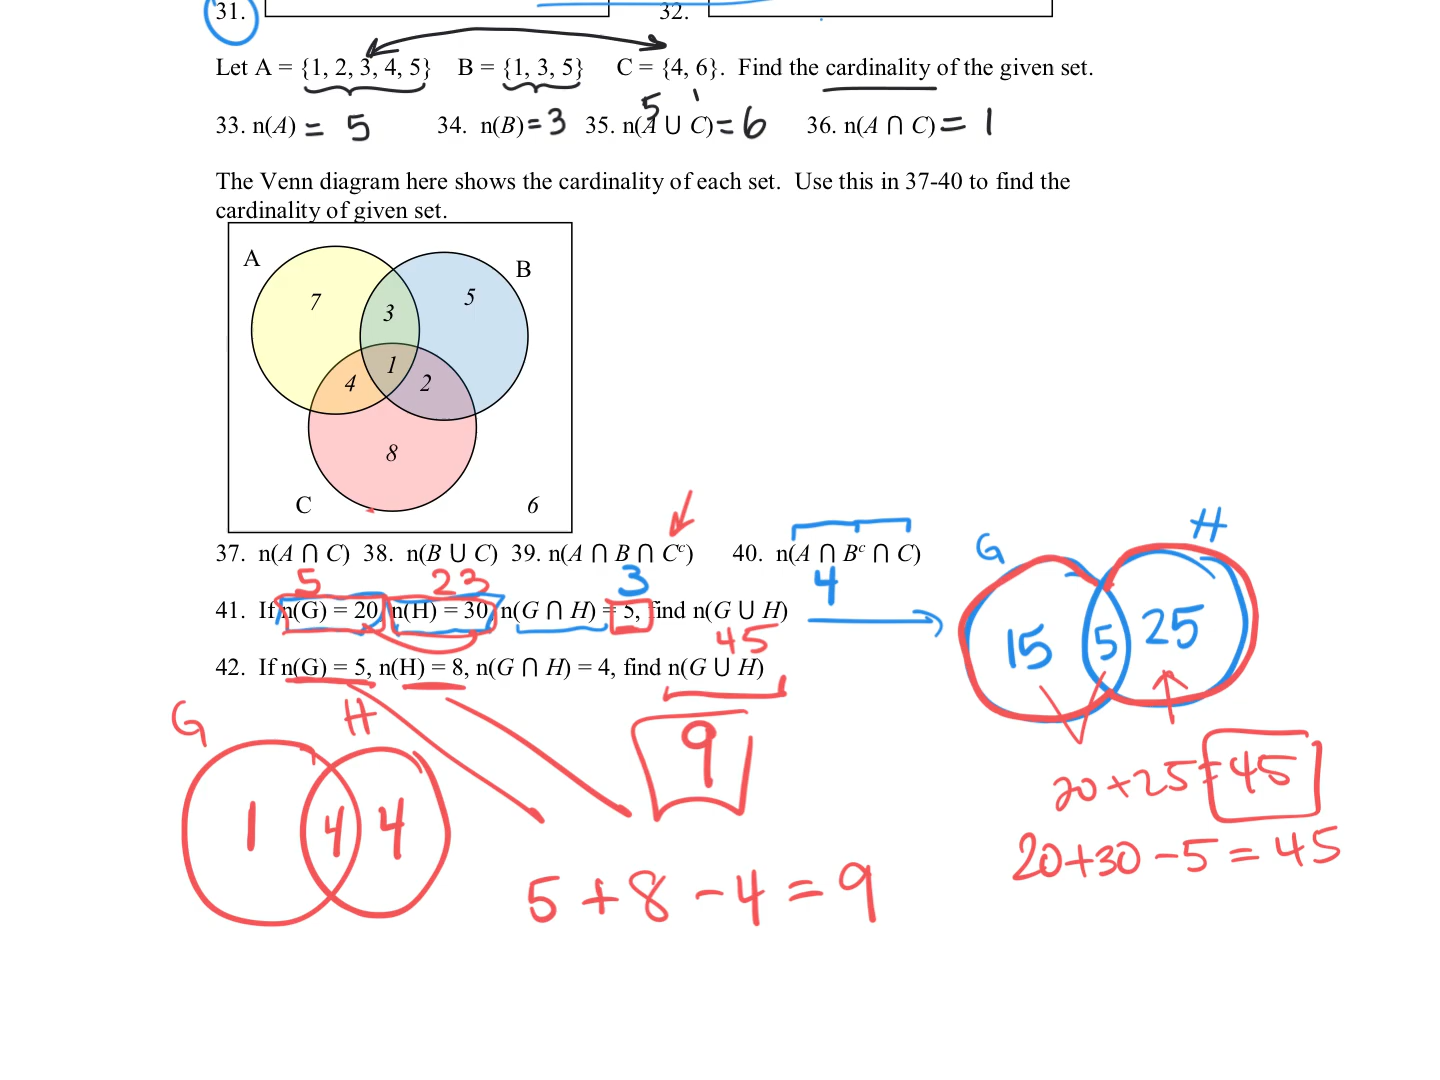 31. 32.
Let A = {1, 2, 3, 4, 5} B = {1, 3, 5} C = {4, 6}. Find the cardinality of the given set.
5 1
33. n(A) = 5 34. n(B) = 3 35. n(A ∪ C) = 6 36. n(A ∩ C) = 1
The Venn diagram here shows the cardinality of each set. Use this in 37-40 to find the
cardinality of given set.
A
B
7
3
5
1
4
2
8
C
6
37. n(A ∩ C) 38. n(B ∪ C) 39. n(A ∩ B ∩ Cᶜ) 40. n(A ∩ Bᶜ ∩ C)
5 23 3 4
41. If n(G) = 20, n(H) = 30, n(G ∩ H) = 5, find n(G ∪ H)
45
G H
15 5 25
20+25=45
20+30-5=45
42. If n(G) = 5, n(H) = 8, n(G ∩ H) = 4, find n(G ∪ H)
9
G H
1 4 4
5+8-4=9